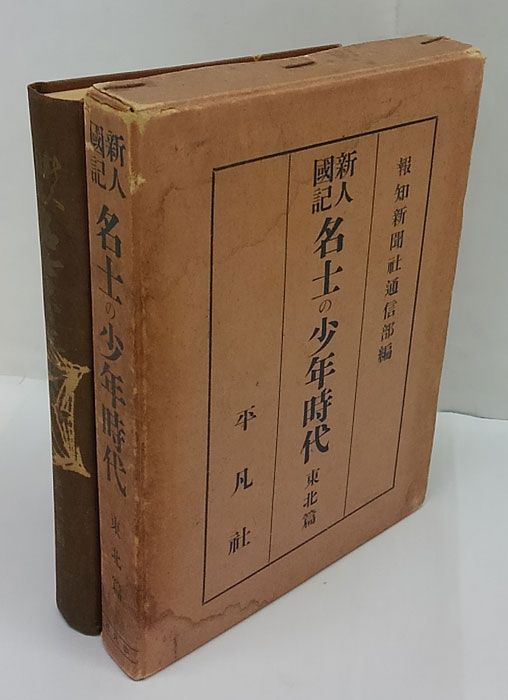 報知新聞社通信部編
新人國記
名士の少年時代 東北篇
平凡社
新人國記
名士の少年時代 東北篇